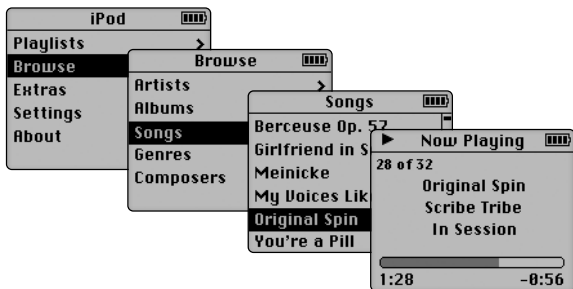 iPod
Playlists >
Browse
Extras
Settings
About
Browse
Artists >
Albums
Songs
Genres
Composers
Songs
Berceuse Op. 57
Girlfriend in S
Meinicke
My Voices Lik
Original Spin
You're a Pill
Now Playing
28 of 32
Original Spin
Scribe Tribe
In Session
1:28 -0:56